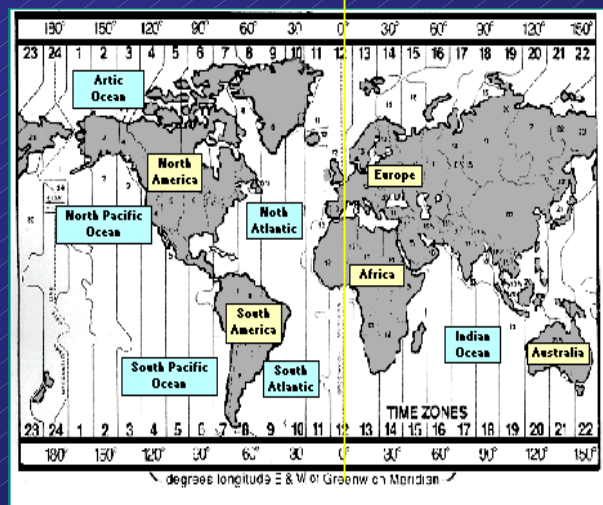 180° 150° 120° 90° 60° 30° 0° 30° 60° 90° 120° 150°
23 24 1 2 3 4 5 6 7 8 9 10 11 12 13 14 15 16 17 18 19 20 21 22
Artic
Ocean
North
America
Europe
North Pacific
Ocean
Noth
Atlantic
Africa
South
America
Indian
Ocean
Australia
South Pacific
Ocean
South
Atlantic
TIME ZONES
23 24 1 2 3 4 5 6 7 8 9 10 11 12 13 14 15 16 17 18 19 20 21 22
180° 150° 120° 90° 60° 30° 0° 30° 60° 90° 120° 150°
degrees longitude E & W of Greenwich Meridian